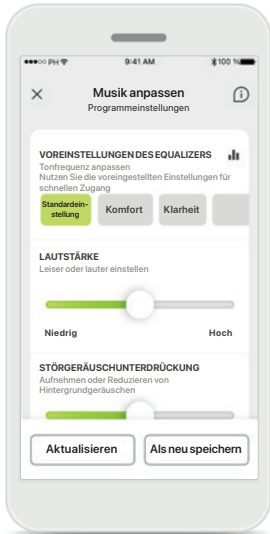 ●●●○○ PH 9:41 AM 100 %
Musik anpassen
Programmeinstellungen
VOREINSTELLUNGEN DES EQUALIZERS
Tonfrequenz anpassen
Nutzen Sie die voreingestellten Einstellungen für
schnellen Zugang
Standardein-
stellung
Komfort
Klarheit
LAUTSTÄRKE
Leiser oder lauter einstellen
Niedrig Hoch
STÖRGERÄUSCHUNTERDRÜCKUNG
Aufnehmen oder Reduzieren von
Hintergrundgeräuschen
Aktualisieren Als neu speichern